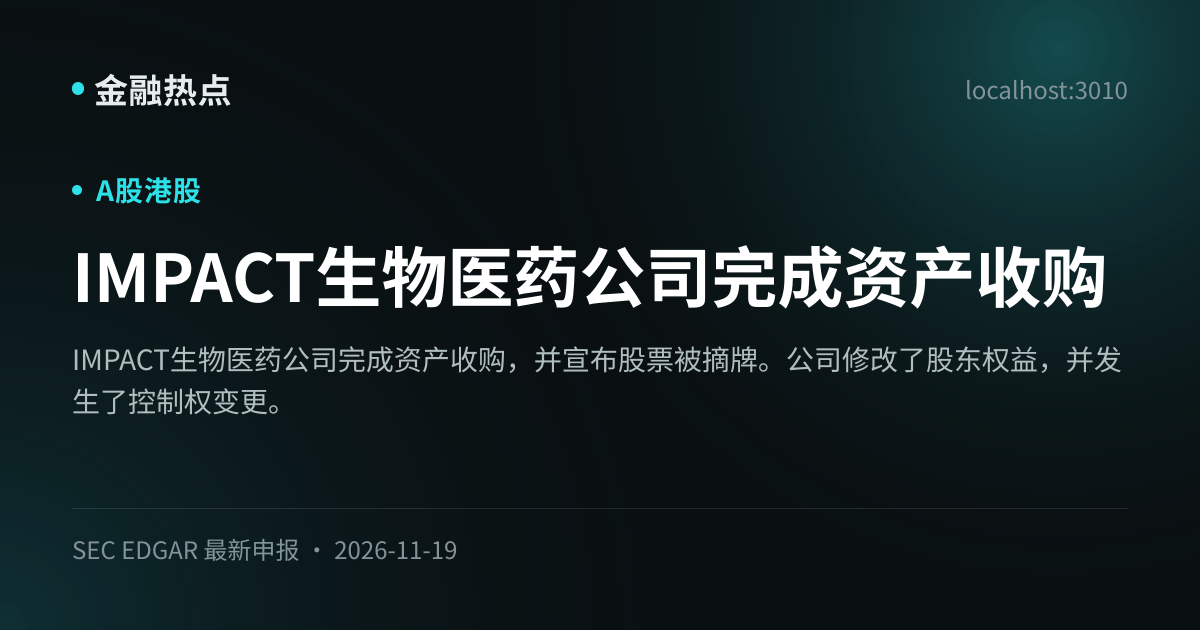 金融热点
localhost:3010
A股港股
IMPACT生物医药公司完成资产收购
IMPACT生物医药公司完成资产收购，并宣布股票被摘牌。公司修改了股东权益，并发
生了控制权变更。
SEC EDGAR 最新申报 · 2026-11-19